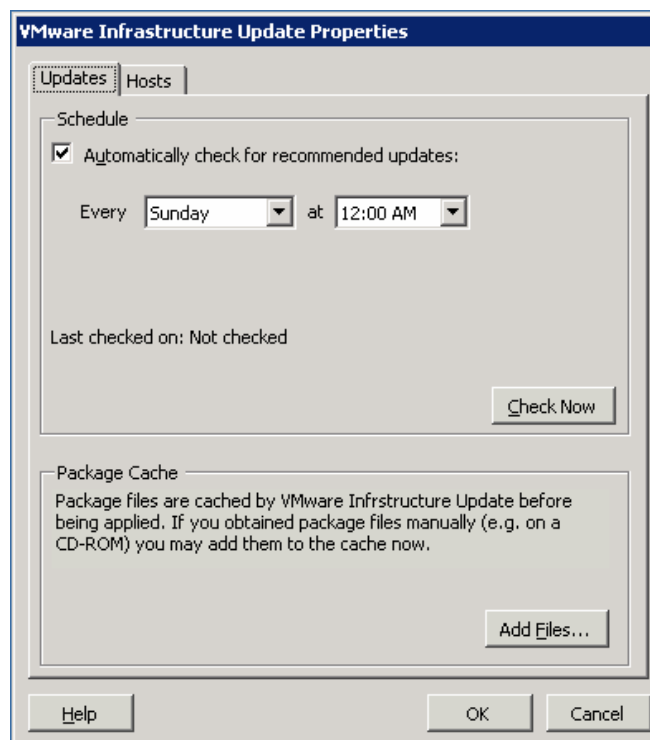 VMware Infrastructure Update Properties
Updates Hosts
Schedule
Automatically check for recommended updates:
Every Sunday at 12:00 AM
Last checked on: Not checked
Check Now
Package Cache
Package files are cached by VMware Infrstructure Update before
being applied. If you obtained package files manually (e.g. on a
CD-ROM) you may add them to the cache now.
Add Files...
Help OK Cancel